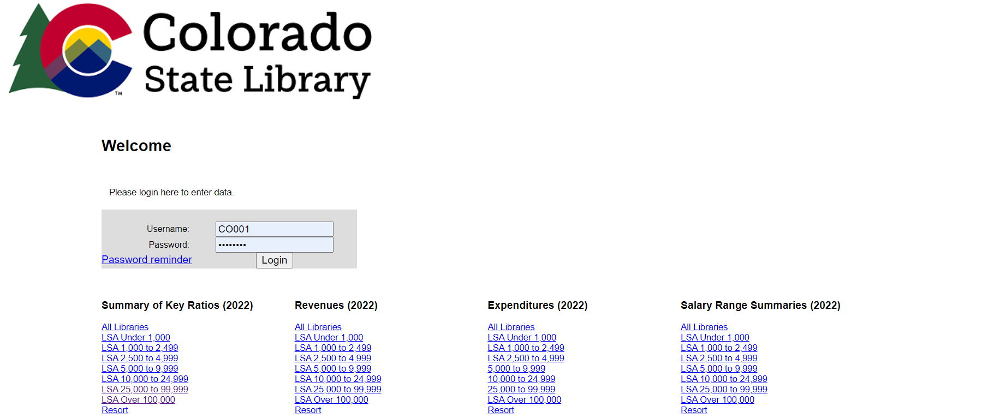 Colorado
State Library
TM
Welcome
Please login here to enter data.
Username: CO001
Password: ••••••••
Password reminder Login
Summary of Key Ratios (2022)
All Libraries
LSA Under 1,000
LSA 1,000 to 2,499
LSA 2,500 to 4,999
LSA 5,000 to 9,999
LSA 10,000 to 24,999
LSA 25,000 to 99,999
LSA Over 100,000
Resort
Revenues (2022)
All Libraries
LSA Under 1,000
LSA 1,000 to 2,499
LSA 2,500 to 4,999
LSA 5,000 to 9,999
LSA 10,000 to 24,999
LSA 25,000 to 99,999
LSA Over 100,000
Resort
Expenditures (2022)
All Libraries
LSA Under 1,000
LSA 1,000 to 2,499
LSA 2,500 to 4,999
5,000 to 9,999
10,000 to 24,999
25,000 to 99,999
LSA Over 100,000
Resort
Salary Range Summaries (2022)
All Libraries
LSA Under 1,000
LSA 1,000 to 2,499
LSA 2,500 to 4,999
LSA 5,000 to 9,999
LSA 10,000 to 24,999
LSA 25,000 to 99,999
LSA Over 100,000
Resort